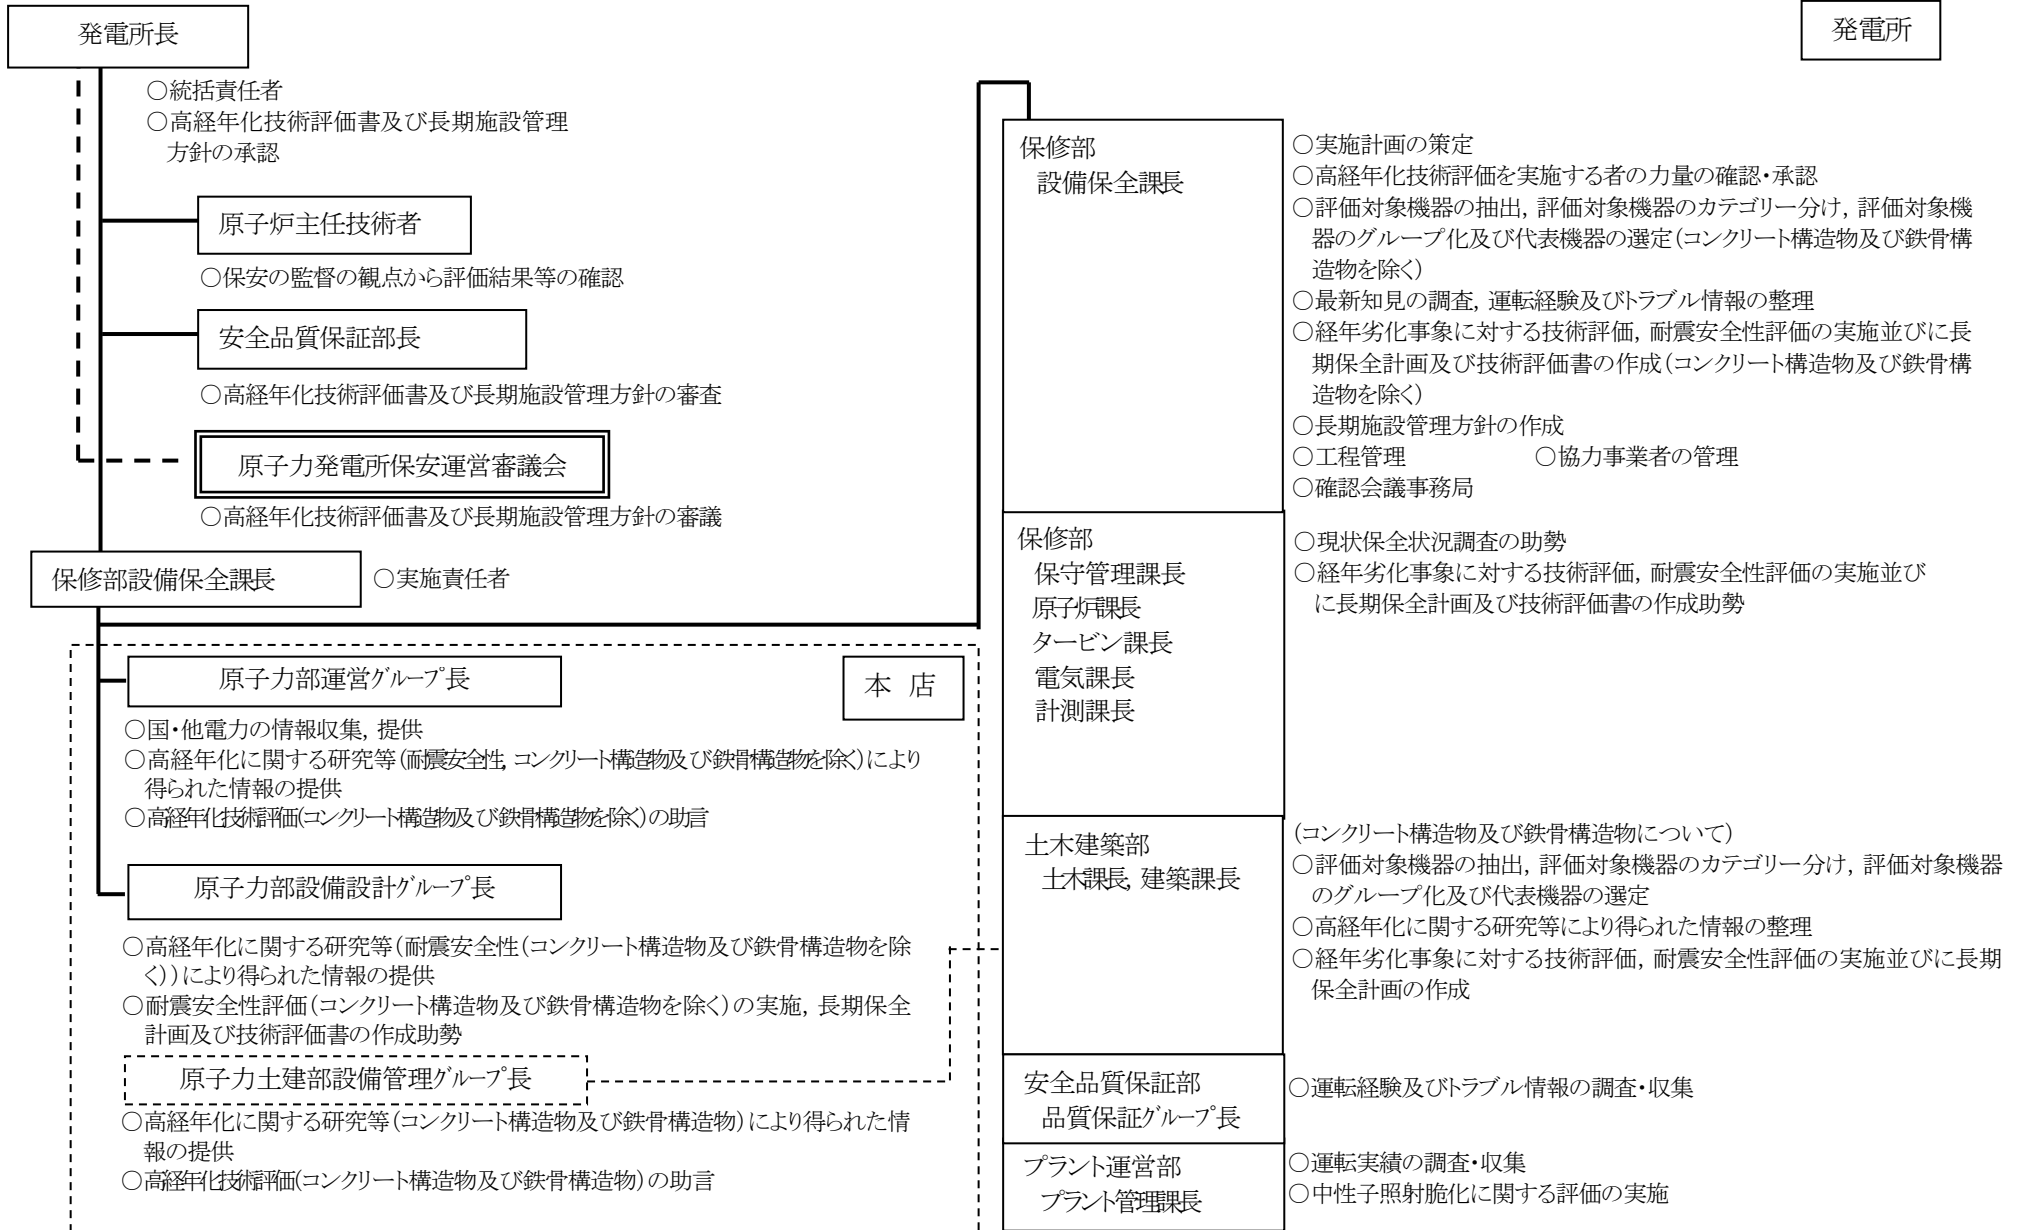 発電所長
○統括責任者
○高経年化技術評価書及び長期施設管理
方針の承認
原子炉主任技術者
○保安の監督の観点から評価結果等の確認
安全品質保証部長
○高経年化技術評価書及び長期施設管理方針の審査
原子力発電所保安運営審議会
○高経年化技術評価書及び長期施設管理方針の審議
保修部設備保全課長
○実施責任者
本 店
原子力部運営グループ長
○国・他電力の情報収集, 提供
○高経年化に関する研究等(耐震安全性, コンクリート構造物及び鉄骨構造物を除く)により
得られた情報の提供
○高経年化技術評価(コンクリート構造物及び鉄骨構造物を除く)の助言
原子力部設備設計グループ長
○高経年化に関する研究等(耐震安全性(コンクリート構造物及び鉄骨構造物を除
く))により得られた情報の提供
○耐震安全性評価(コンクリート構造物及び鉄骨構造物を除く)の実施, 長期保全
計画及び技術評価書の作成助勢
原子力土建部設備管理グループ長
○高経年化に関する研究等(コンクリート構造物及び鉄骨構造物)により得られた情
報の提供
○高経年化技術評価(コンクリート構造物及び鉄骨構造物)の助言
発電所
保修部
設備保全課長
○実施計画の策定
○高経年化技術評価を実施する者の力量の確認・承認
○評価対象機器の抽出, 評価対象機器のカテゴリー分け, 評価対象機
器のグループ化及び代表機器の選定(コンクリート構造物及び鉄骨構
造物を除く)
○最新知見の調査, 運転経験及びトラブル情報の整理
○経年劣化事象に対する技術評価, 耐震安全性評価の実施並びに長
期保全計画及び技術評価書の作成(コンクリート構造物及び鉄骨構
造物を除く)
○長期施設管理方針の作成
○工程管理 ○協力事業者の管理
○確認会議事務局
保修部
保守管理課長
原子炉課長
タービン課長
電気課長
計測課長
○現状保全状況調査の助勢
○経年劣化事象に対する技術評価, 耐震安全性評価の実施並び
に長期保全計画及び技術評価書の作成助勢
土木建築部
土木課長, 建築課長
(コンクリート構造物及び鉄骨構造物について)
○評価対象機器の抽出, 評価対象機器のカテゴリー分け, 評価対象機器
のグループ化及び代表機器の選定
○高経年化に関する研究等により得られた情報の整理
○経年劣化事象に対する技術評価, 耐震安全性評価の実施並びに長期
保全計画の作成
安全品質保証部
品質保証グループ長
○運転経験及びトラブル情報の調査・収集
プラント運営部
プラント管理課長
○運転実績の調査・収集
○中性子照射脆化に関する評価の実施